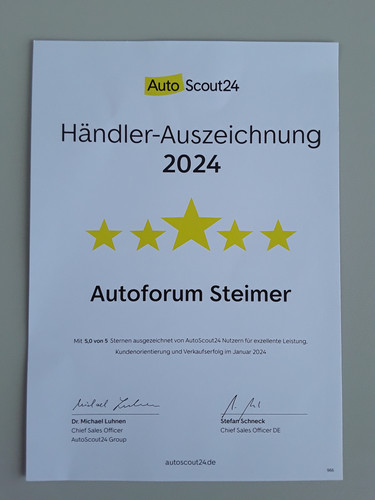 AutoScout24
Händler-Auszeichnung
2024
Autoforum Steimer
Mit 5,0 von 5 Sternen ausgezeichnet von AutoScout24 Nutzern für exzellente Leistung,
Kundenorientierung und Verkaufserfolg im Januar 2024
Dr. Michael Luhnen
Chief Sales Officer
AutoScout24 Group
Stefan Schneck
Chief Sales Officer DE
autoscout24.de